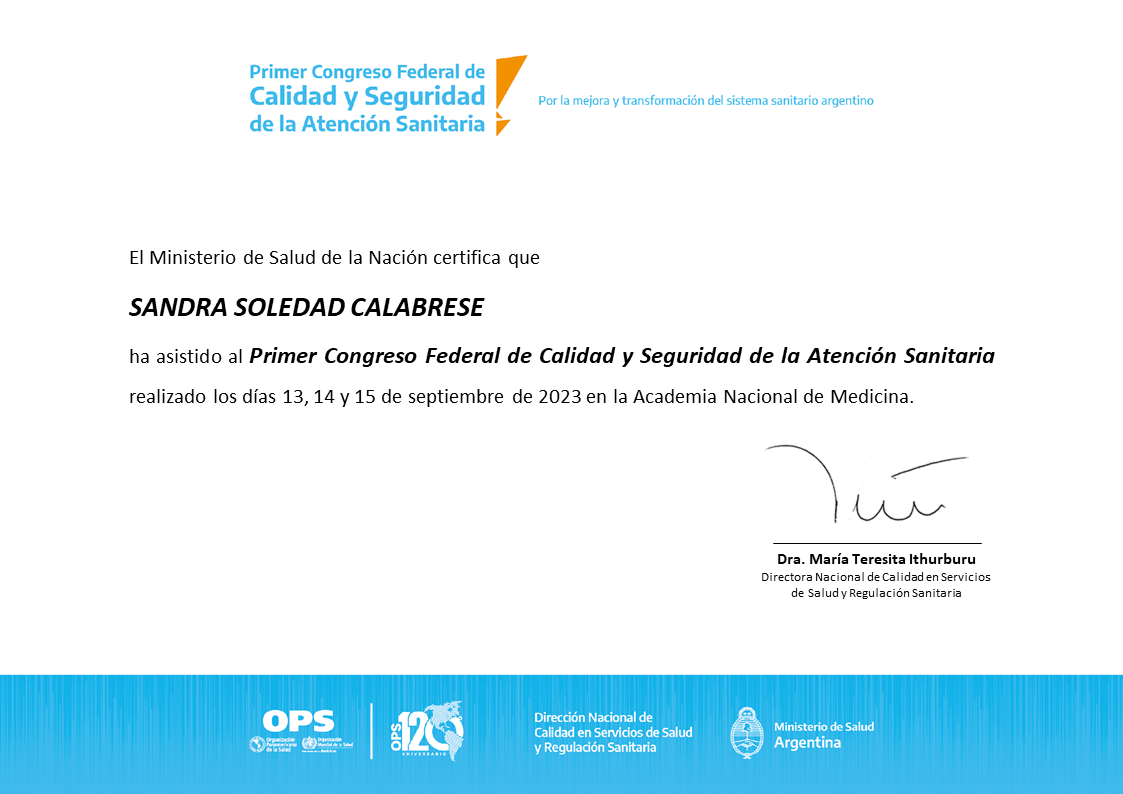 Primer Congreso Federal de
Calidad y Seguridad
de la Atención Sanitaria
Por la mejora y transformación del sistema sanitario argentino
El Ministerio de Salud de la Nación certifica que
SANDRA SOLEDAD CALABRESE
ha asistido al Primer Congreso Federal de Calidad y Seguridad de la Atención Sanitaria
realizado los días 13, 14 y 15 de septiembre de 2023 en la Academia Nacional de Medicina.
Dra. María Teresita Ithurburu
Directora Nacional de Calidad en Servicios
de Salud y Regulación Sanitaria
OPS
Organización
Panamericana
de la Salud
Organización
Mundial de la Salud
OPS
120
ANIVERSARIO
Dirección Nacional de
Calidad en Servicios de Salud
y Regulación Sanitaria
Ministerio de Salud
Argentina